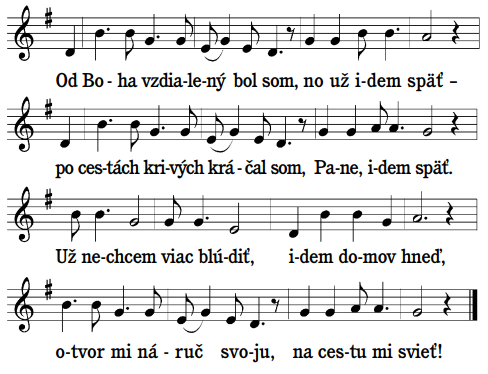 Od Bo - ha vzdia-le-ný bol som, no už i-dem späť –
po ces-tách kri-vých krá-čal som, Pa-ne, i-dem späť.
Už ne-chcem viac blú-diť, i-dem do-mov hneď,
o-tvor mi ná - ruč svo-ju, na ces-tu mi svieť!